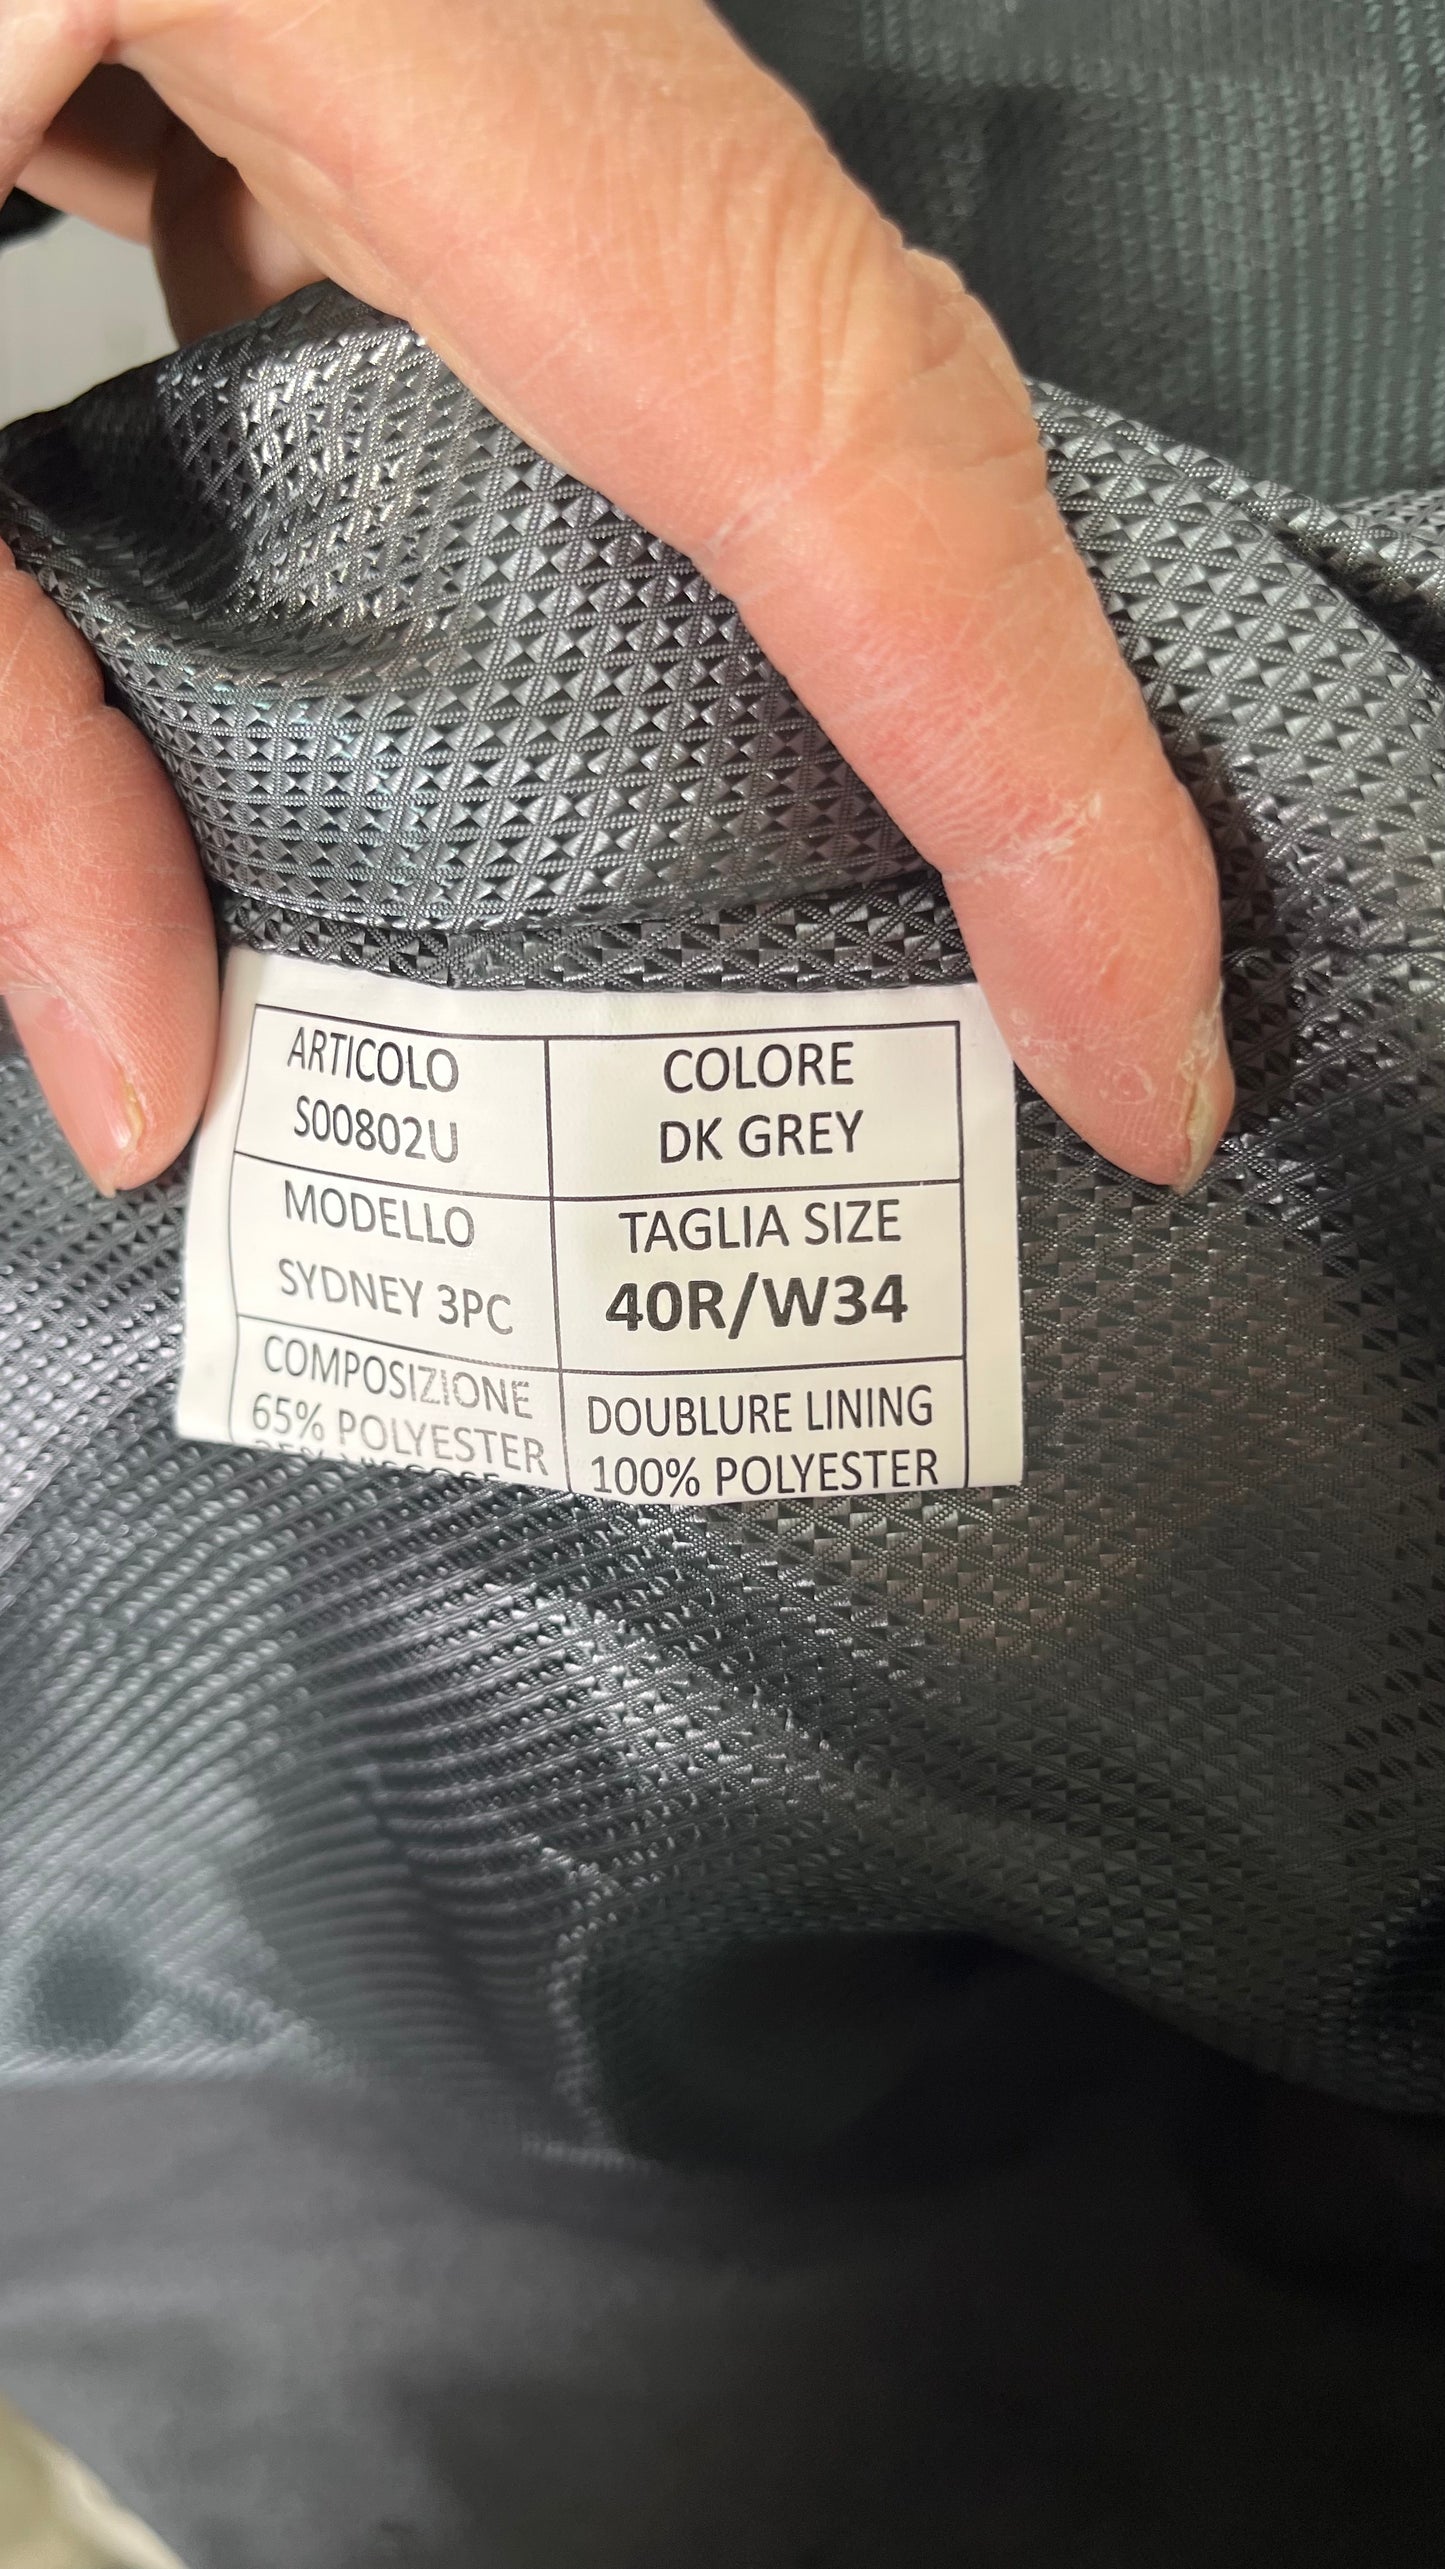 ARTICOLO
S00802U
COLORE
DK GREY
MODELLO
SYDNEY 3PC
TAGLIA SIZE
40R/W34
COMPOSIZIONE
65% POLYESTER
DOUBLURE LINING
100% POLYESTER